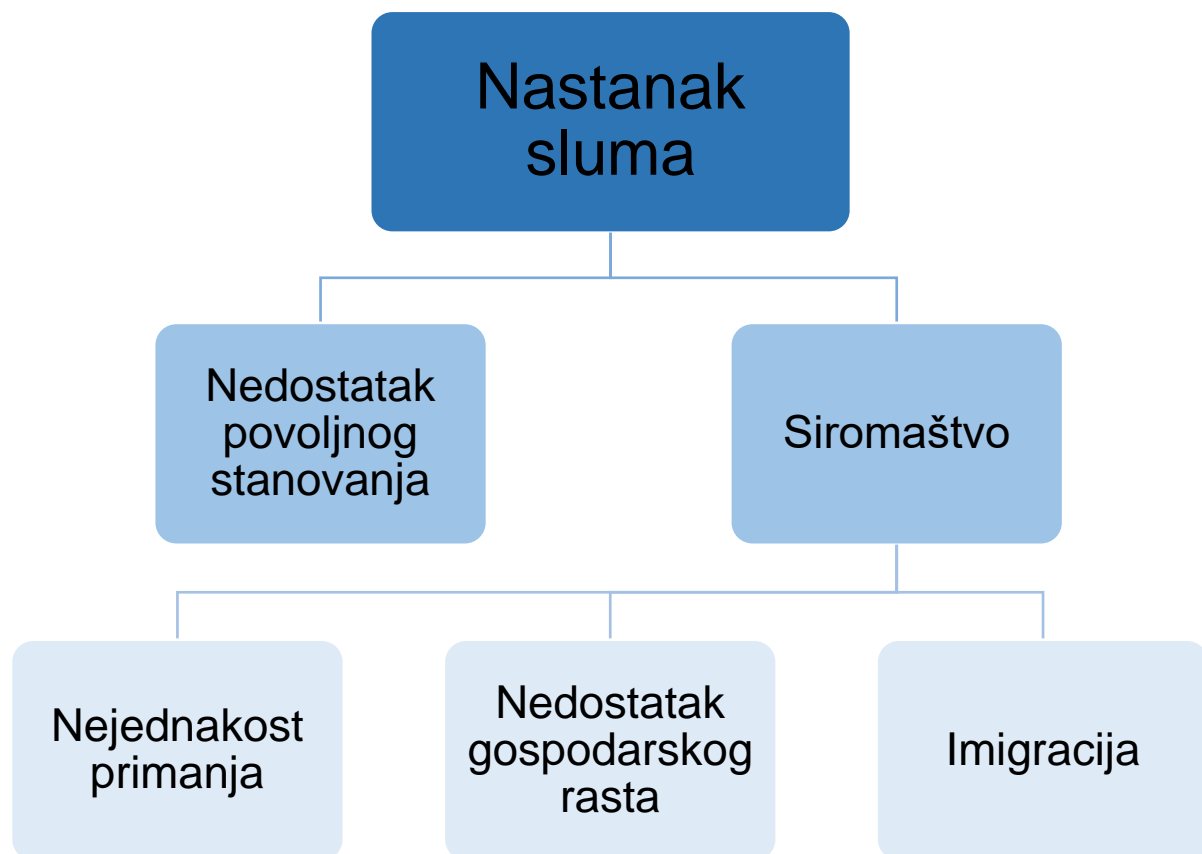 Nastanak
sluma
Nedostatak
povoljnog
stanovanja
Siromaštvo
Nejednakost
primanja
Nedostatak
gospodarskog
rasta
Imigracija